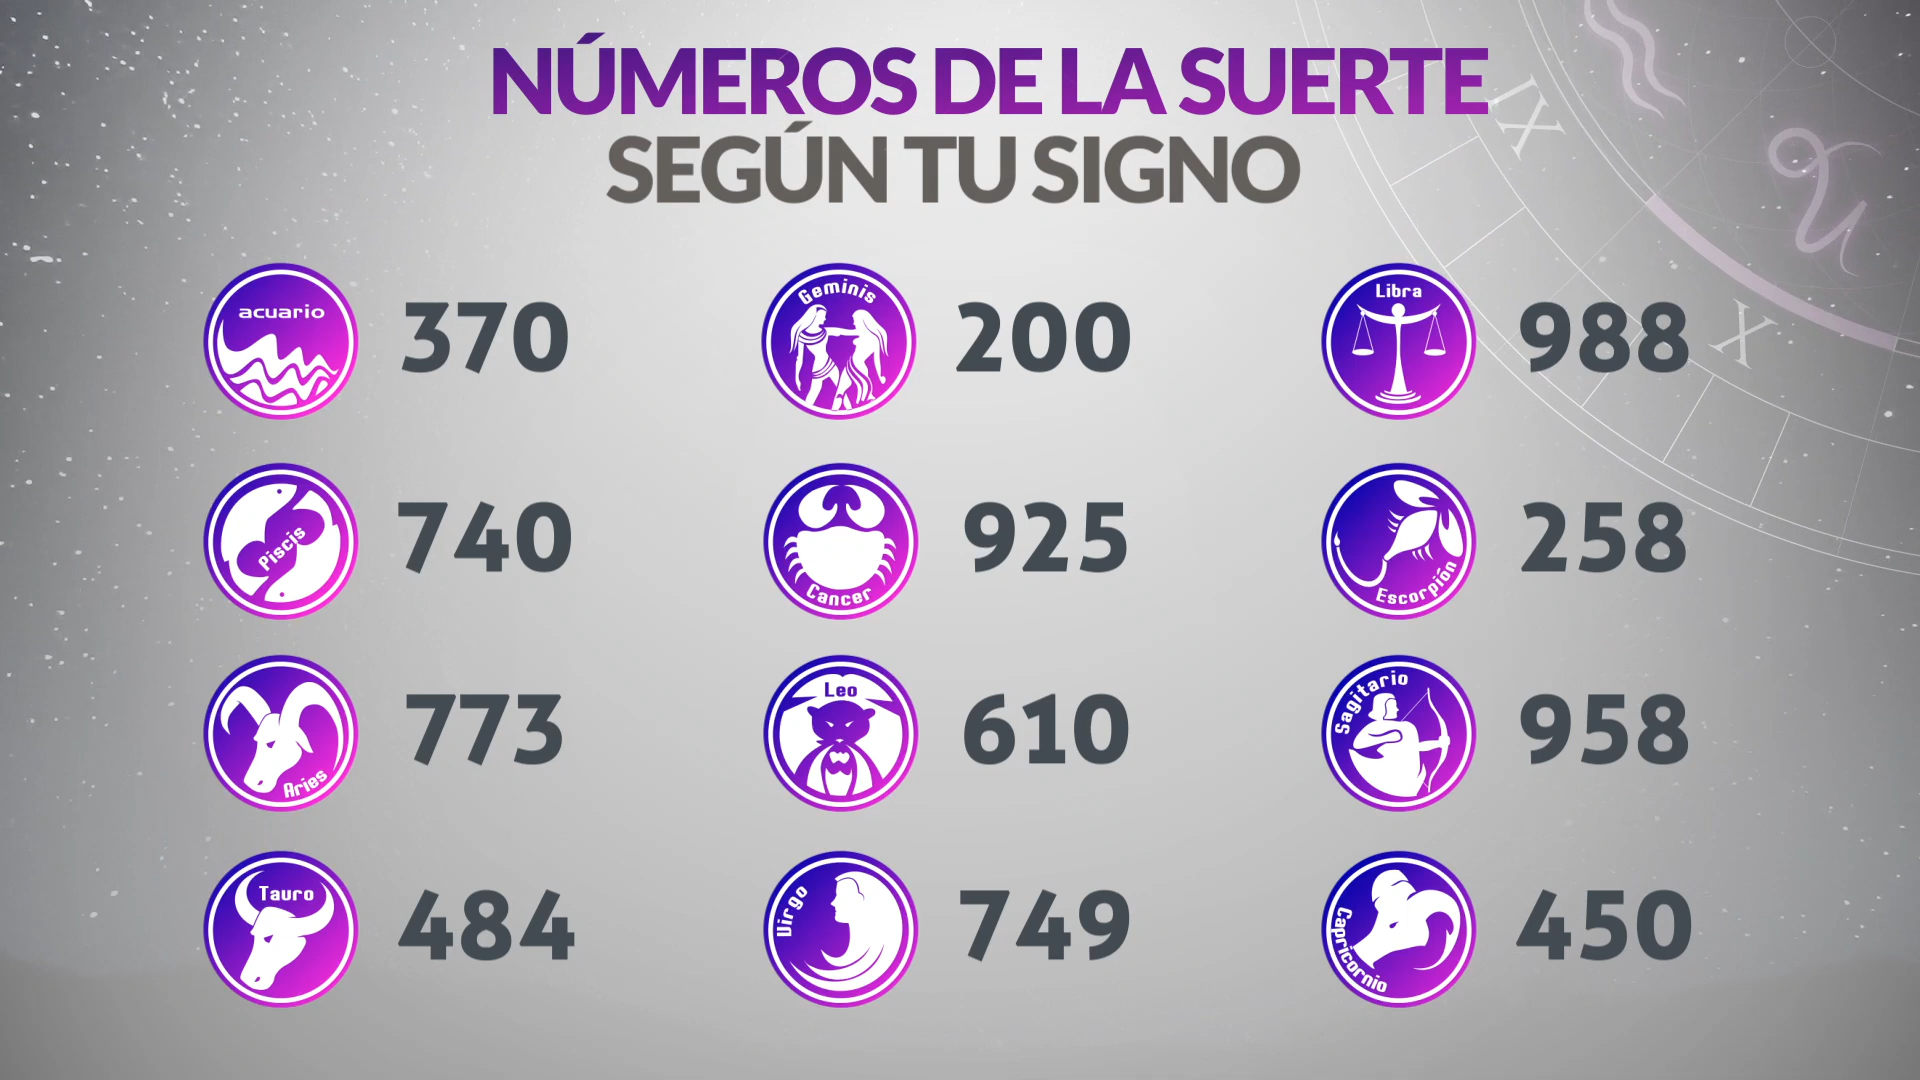 NÚMEROS DE LA SUERTE
SEGÚN TU SIGNO
IX
X
acuario 370
Geminis 200
Libra 988
Piscis 740
Cancer 925
Escorpión 258
Aries 773
Leo 610
Sagitario 958
Tauro 484
Virgo 749
Capricornio 450